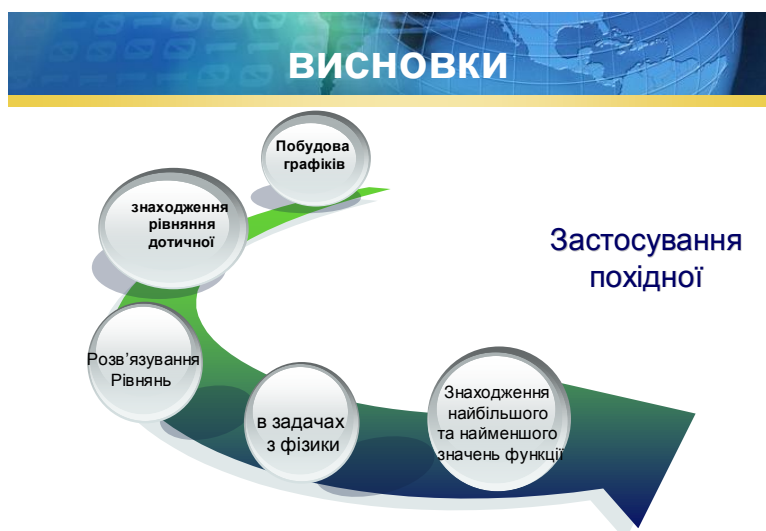 ВИСНОВКИ
Побудова
графіків
знаходження
рівняння
дотичної
Застосування
похідної
Розв’язування
Рівнянь
в задачах
з фізики
Знаходження
найбільшого
та найменшого
значень функції